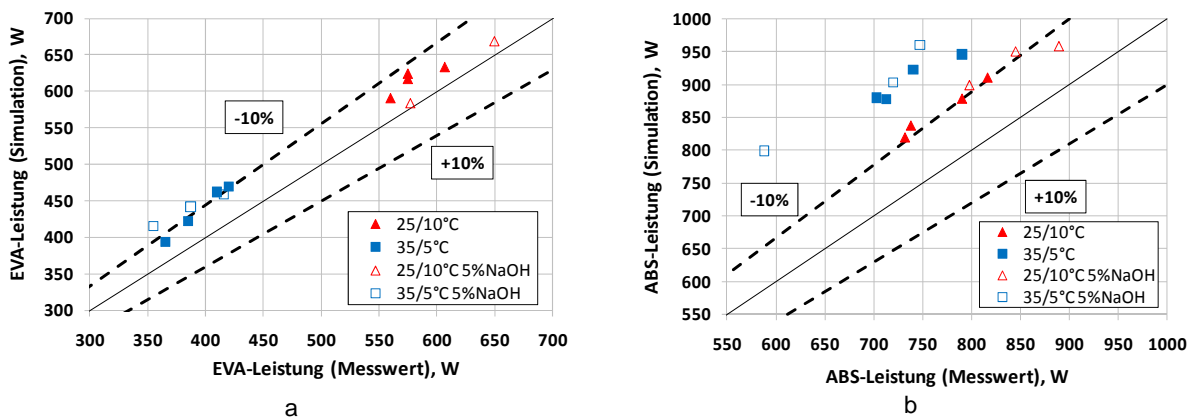 EVA-Leistung (Simulation), W
700
650
600
550
500
450
400
350
300
-10%
+10%
25/10°C
35/5°C
25/10°C 5%NaOH
35/5°C 5%NaOH
300 350 400 450 500 550 600 650 700
EVA-Leistung (Messwert), W
a
ABS-Leistung (Simulation), W
1000
950
900
850
800
750
700
650
600
550
-10%
+10%
25/10°C
35/5°C
25/10°C 5%NaOH
35/5°C 5%NaOH
550 600 650 700 750 800 850 900 950 1000
ABS-Leistung (Messwert), W
b